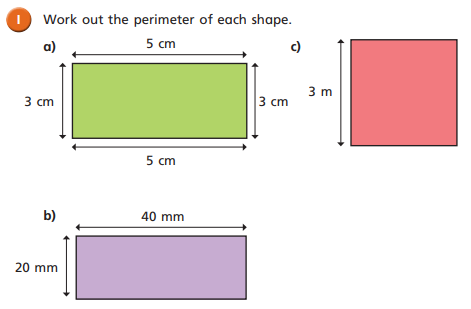 1 Work out the perimeter of each shape.
a)
5 cm
3 cm
3 cm
5 cm
c)
3 m
b)
40 mm
20 mm